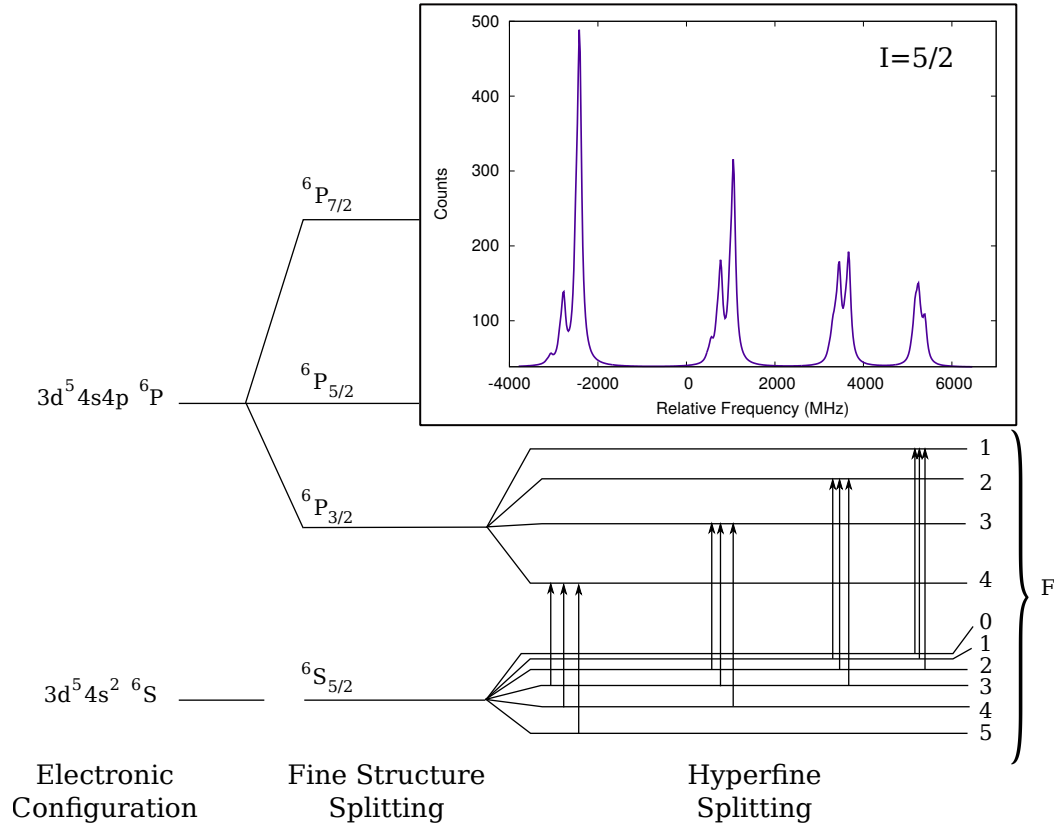 500
400
300
200
100
Counts
I=5/2
-4000 -2000 0 2000 4000 6000
Relative Frequency (MHz)
⁶P₇/₂
⁶P₅/₂
3d⁵4s4p ⁶P
⁶P₃/₂
1
2
3
4
F
0
1
2
3
4
5
⁶S₅/₂
3d⁵4s² ⁶S
Electronic
Configuration
Fine Structure
Splitting
Hyperfine
Splitting